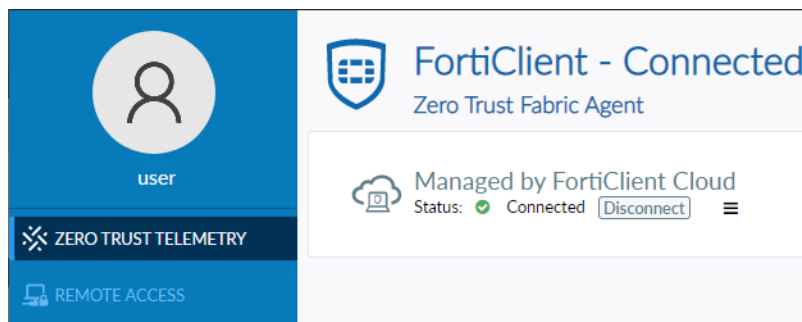 user
ZERO TRUST TELEMETRY
REMOTE ACCESS
FortiClient - Connected
Zero Trust Fabric Agent
Managed by FortiClient Cloud
Status: Connected Disconnect